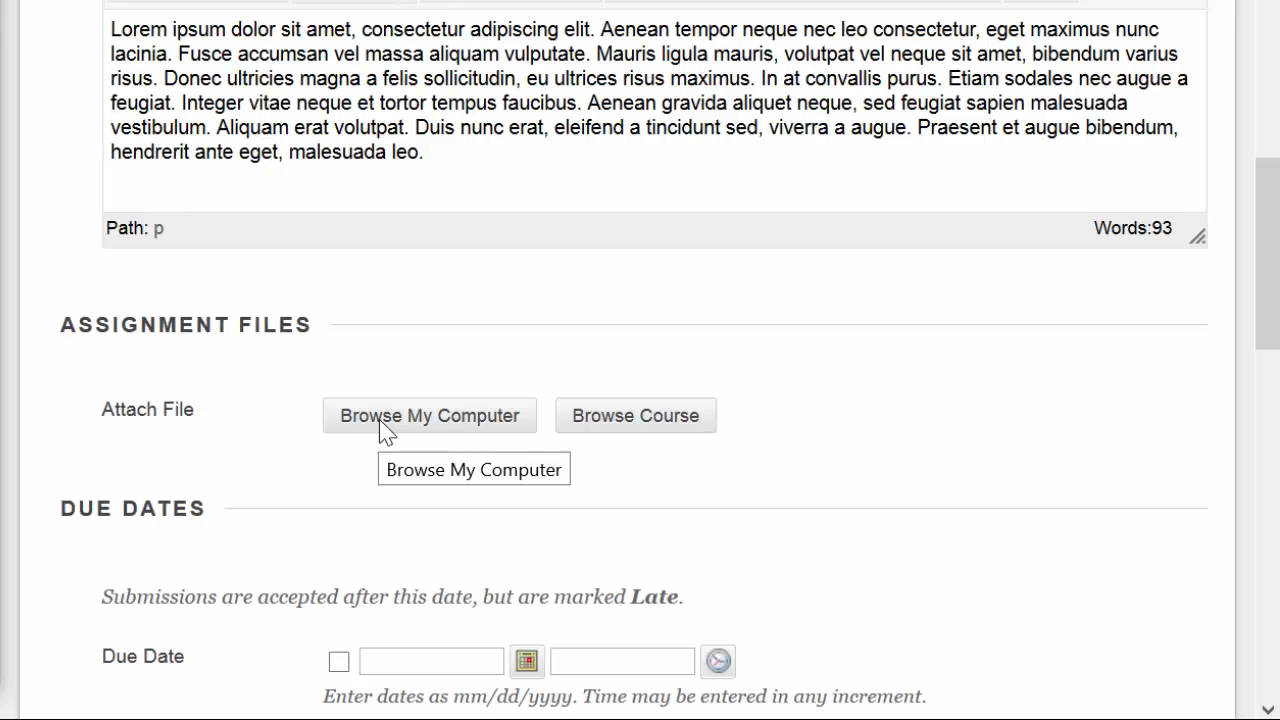 Lorem ipsum dolor sit amet, consectetur adipiscing elit. Aenean tempor neque nec leo consectetur, eget maximus nunc
lacinia. Fusce accumsan vel massa aliquam vulputate. Mauris ligula mauris, volutpat vel neque sit amet, bibendum varius
risus. Donec ultricies magna a felis sollicitudin, eu ultrices risus maximus. In at convallis purus. Etiam sodales nec augue a
feugiat. Integer vitae neque et tortor tempus faucibus. Aenean gravida aliquet neque, sed feugiat sapien malesuada
vestibulum. Aliquam erat volutpat. Duis nunc erat, eleifend a tincidunt sed, viverra a augue. Praesent et augue bibendum,
hendrerit ante eget, malesuada leo.
Path: p Words:93
ASSIGNMENT FILES
Attach File Browse My Computer Browse Course
Browse My Computer
DUE DATES
Submissions are accepted after this date, but are marked Late.
Due Date
Enter dates as mm/dd/yyyy. Time may be entered in any increment.